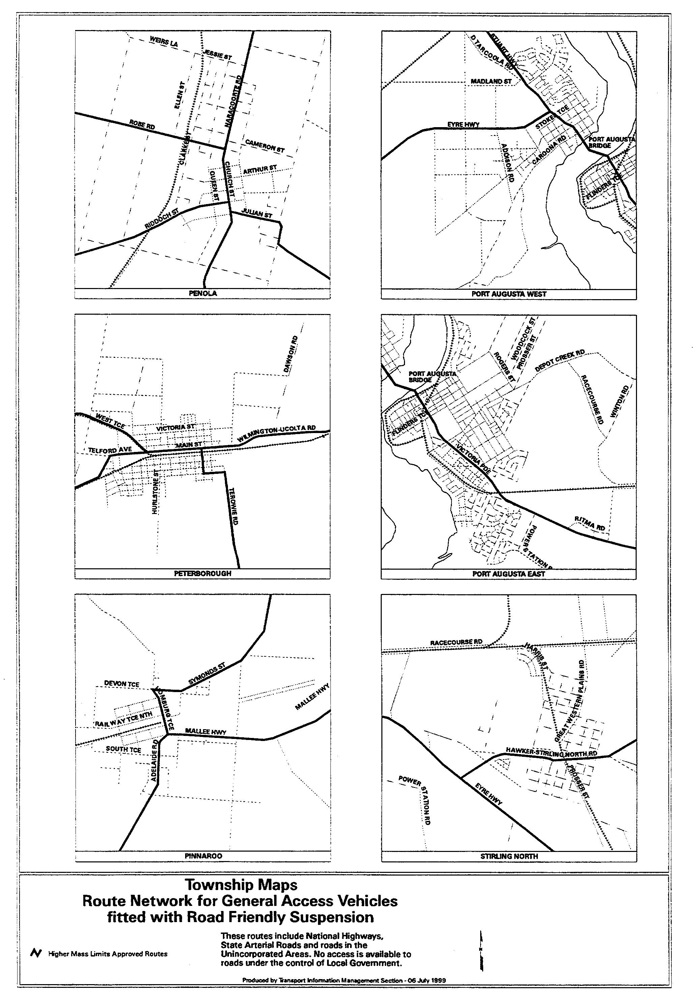 WEIRS LA
JESSIE ST
ELLEN ST
NARACOORTE RD
ROBE RD
CLARKE ST
CAMERON ST
CHURCH ST
ARTHUR ST
QUEEN ST
RIDDOCH ST
JULIAN ST
PENOLA
STUART HWY
D TARCOOLA RD
MADLAND ST
STOKES TCE
EYRE HWY
PORT AUGUSTA
BRIDGE
ADDISON RD
CAROONA RD
FLINDERS TCE
PORT AUGUSTA WEST
DAWSON RD
WEST TCE
VICTORIA ST
WILMINGTON-UCOLTA RD
MAIN ST
TELFORD AVE
HURLSTONE ST
TEROWIE RD
PETERBOROUGH
WOODCOCK ST
PROSSER ST
ROGERS ST
DEPOT CREEK RD
PORT AUGUSTA
BRIDGE
RACECOURSE RD
WINTON RD
FLINDERS TCE
VICTORIA PDE
RITMA RD
POWER STATION R
PORT AUGUSTA EAST
SYMONDS ST
DEVON TCE
MALLEE HWY
HOMBURG TCE
RAILWAY TCE NTH
MALLEE HWY
SOUTH TCE
ADELAIDE RD
PINNAROO
RACECOURSE RD
HARRIS ST
GREAT WESTERN PLAINS RD
HAWKER-STIRLING NORTH RD
POWER STATION RD
EYRE HWY
PROSSER ST
STIRLING NORTH
Township Maps
Route Network for General Access Vehicles
fitted with Road Friendly Suspension
Higher Mass Limits Approved Routes
These routes include National Highways,
State Arterial Roads and roads in the
Unincorporated Areas. No access is available to
roads under the control of Local Government.
N
Produced by Transport Information Management Section - 06 July 1999